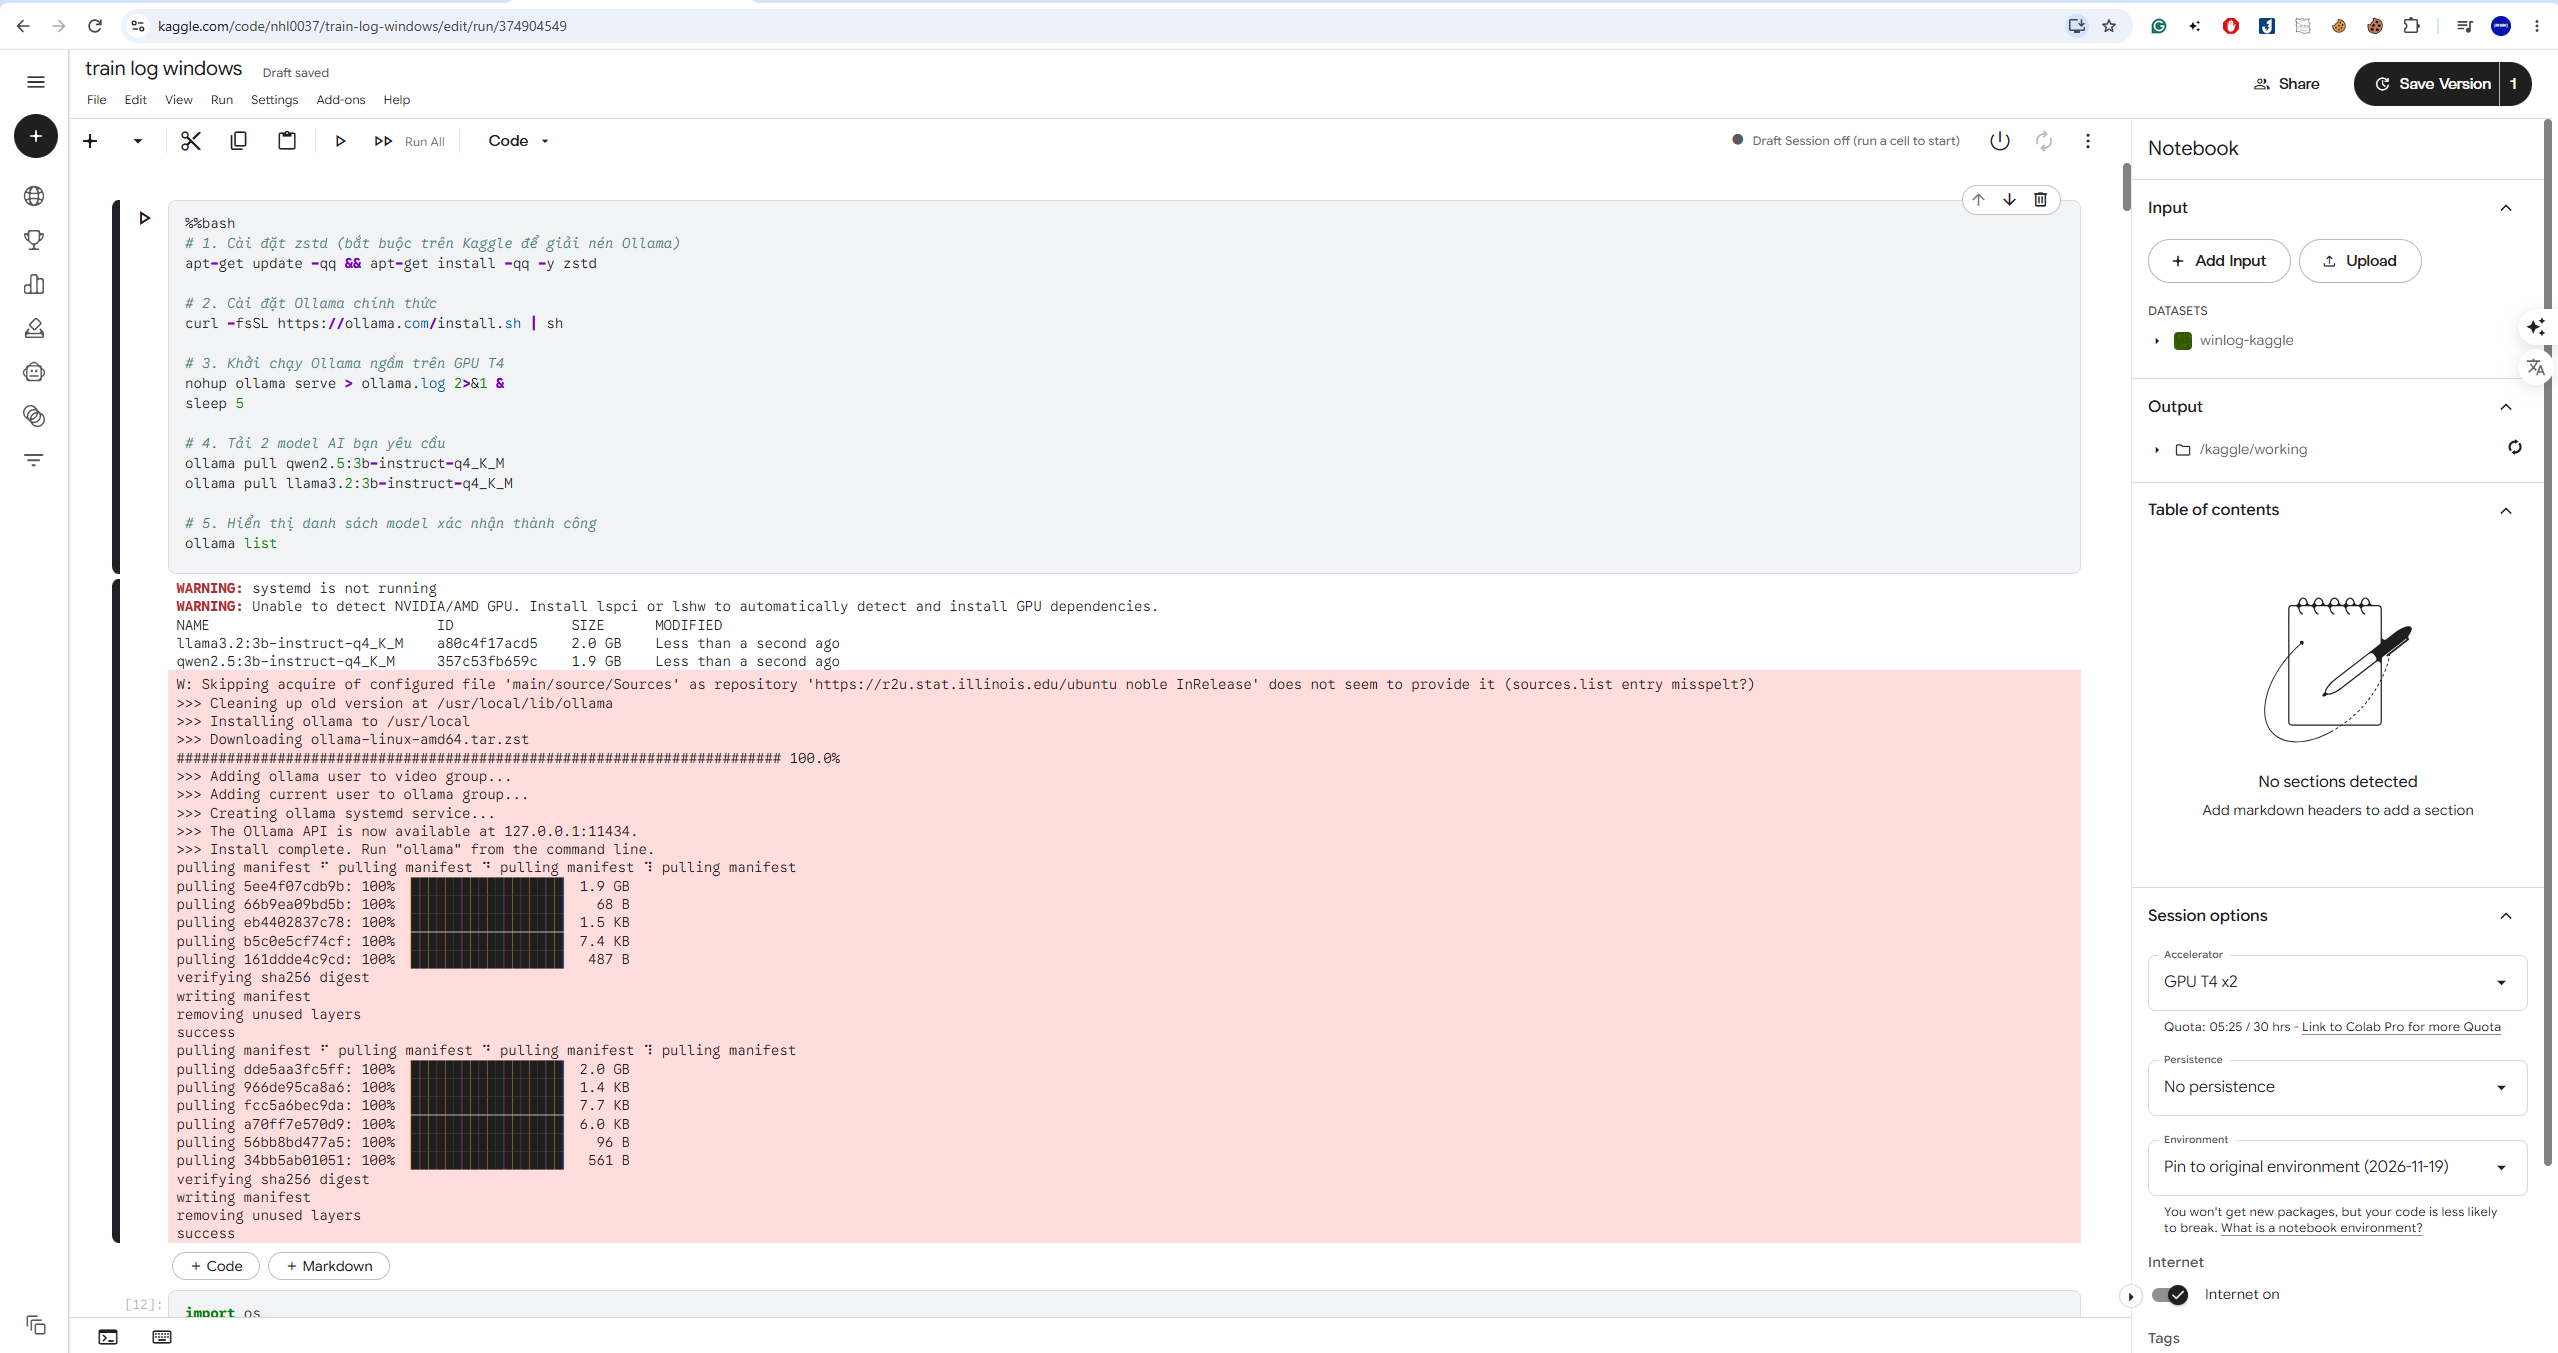 kaggle.com/code/nhl0037/train-log-windows/edit/run/374904549
train log windows
Draft saved
File Edit View Run Settings Add-ons Help
Share
Save Version 1
Run All
Code
Draft Session off (run a cell to start)
%%bash
# 1. Cài đặt zstd (bắt buộc trên Kaggle để giải nén Ollama)
apt-get update -qq && apt-get install -qq -y zstd
# 2. Cài đặt Ollama chính thức
curl -fsSL https://ollama.com/install.sh | sh
# 3. Khởi chạy Ollama ngầm trên GPU T4
nohup ollama serve > ollama.log 2>&1 &
sleep 5
# 4. Tải 2 model AI bạn yêu cầu
ollama pull qwen2.5:3b-instruct-q4_K_M
ollama pull llama3.2:3b-instruct-q4_K_M
# 5. Hiển thị danh sách model xác nhận thành công
ollama list
WARNING: systemd is not running
WARNING: Unable to detect NVIDIA/AMD GPU. Install lspci or lshw to automatically detect and install GPU dependencies.
NAME ID SIZE MODIFIED
llama3.2:3b-instruct-q4_K_M a80c4f17acd5 2.0 GB Less than a second ago
qwen2.5:3b-instruct-q4_K_M 357c53fb659c 1.9 GB Less than a second ago
W: Skipping acquire of configured file 'main/source/Sources' as repository 'https://r2u.stat.illinois.edu/ubuntu noble InRelease' does not seem to provide it (sources.list entry misspelt?)
>>> Cleaning up old version at /usr/local/lib/ollama
>>> Installing ollama to /usr/local
>>> Downloading ollama-linux-amd64.tar.zst
######################################################################## 100.0%
>>> Adding ollama user to video group...
>>> Adding current user to ollama group...
>>> Creating ollama systemd service...
>>> The Ollama API is now available at 127.0.0.1:11434.
>>> Install complete. Run "ollama" from the command line.
pulling manifest ⠋ pulling manifest ⠙ pulling manifest ⠹ pulling manifest
pulling 5ee4f07cdb9b: 100% 1.9 GB
pulling 66b9ea09bd5b: 100% 68 B
pulling eb4402837c78: 100% 1.5 KB
pulling b5c0e5cf74cf: 100% 7.4 KB
pulling 161ddde4c9cd: 100% 487 B
verifying sha256 digest
writing manifest
removing unused layers
success
pulling manifest ⠋ pulling manifest ⠙ pulling manifest ⠹ pulling manifest
pulling dde5aa3fc5ff: 100% 2.0 GB
pulling 966de95ca8a6: 100% 1.4 KB
pulling fcc5a6bec9da: 100% 7.7 KB
pulling a70ff7e570d9: 100% 6.0 KB
pulling 56bb8bd477a5: 100% 96 B
pulling 34bb5ab01051: 100% 561 B
verifying sha256 digest
writing manifest
removing unused layers
success
+ Code + Markdown
[12]:
import os
Notebook
Input
+ Add Input
Upload
DATASETS
winlog-kaggle
Output
/kaggle/working
Table of contents
No sections detected
Add markdown headers to add a section
Session options
Accelerator
GPU T4 x2
Quota: 05:25 / 30 hrs - Link to Colab Pro for more Quota
Persistence
No persistence
Environment
Pin to original environment (2026-11-19)
You won't get new packages, but your code is less likely
to break. What is a notebook environment?
Internet
Internet on
Tags